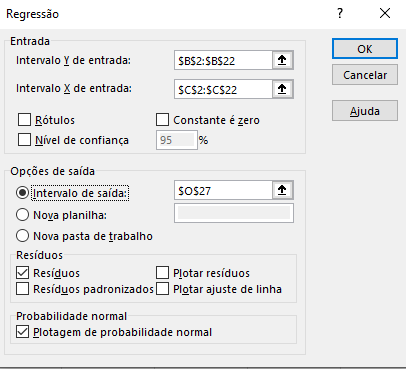 Regressão
?
Entrada
Intervalo Y de entrada:
$B$2:$B$22
OK
Intervalo X de entrada:
$C$2:$C$22
Cancelar
Rótulos
Constante é zero
Ajuda
Nível de confiança
95
%
Opções de saída
Intervalo de saída:
$O$27
Nova planilha:
Nova pasta de trabalho
Resíduos
Resíduos
Plotar resíduos
Resíduos padronizados
Plotar ajuste de linha
Probabilidade normal
Plotagem de probabilidade normal